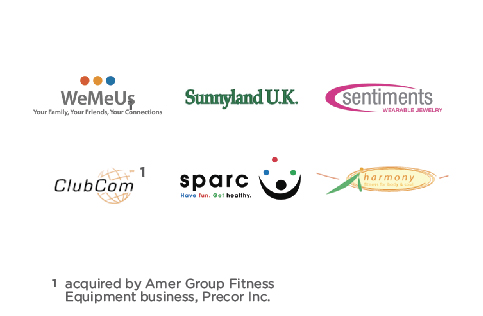 WeMeUs
Your Family, Your Friends, Your Connections
Sunnyland U.K.
sentiments
WEARABLE JEWELRY
ClubCom 1
sparc
Have fun. Get healthy.
harmony
1 acquired by Amer Group Fitness
Equipment business, Precor Inc.